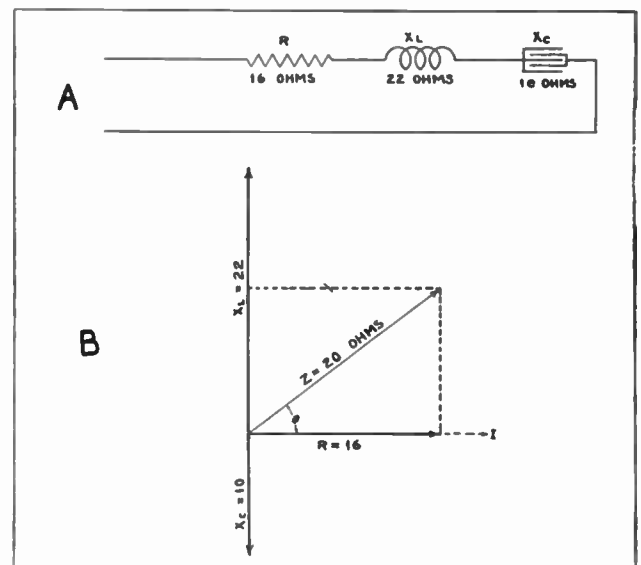 A
R
16 OHMS
XL
22 OHMS
XC
10 OHMS
B
XL = 22
Z = 20 OHMS
θ
R = 16
I
XC = 10